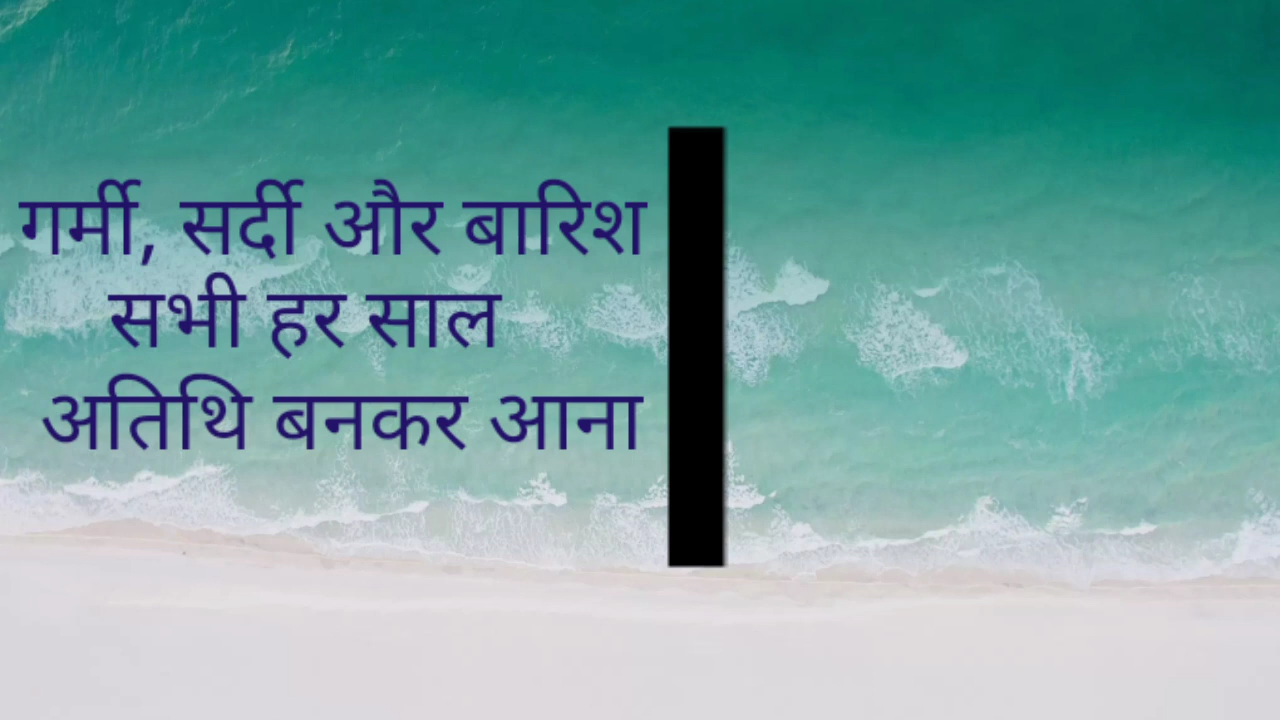 गर्मी, सर्दी और बारिश
सभी हर साल
अतिथि बनकर आना